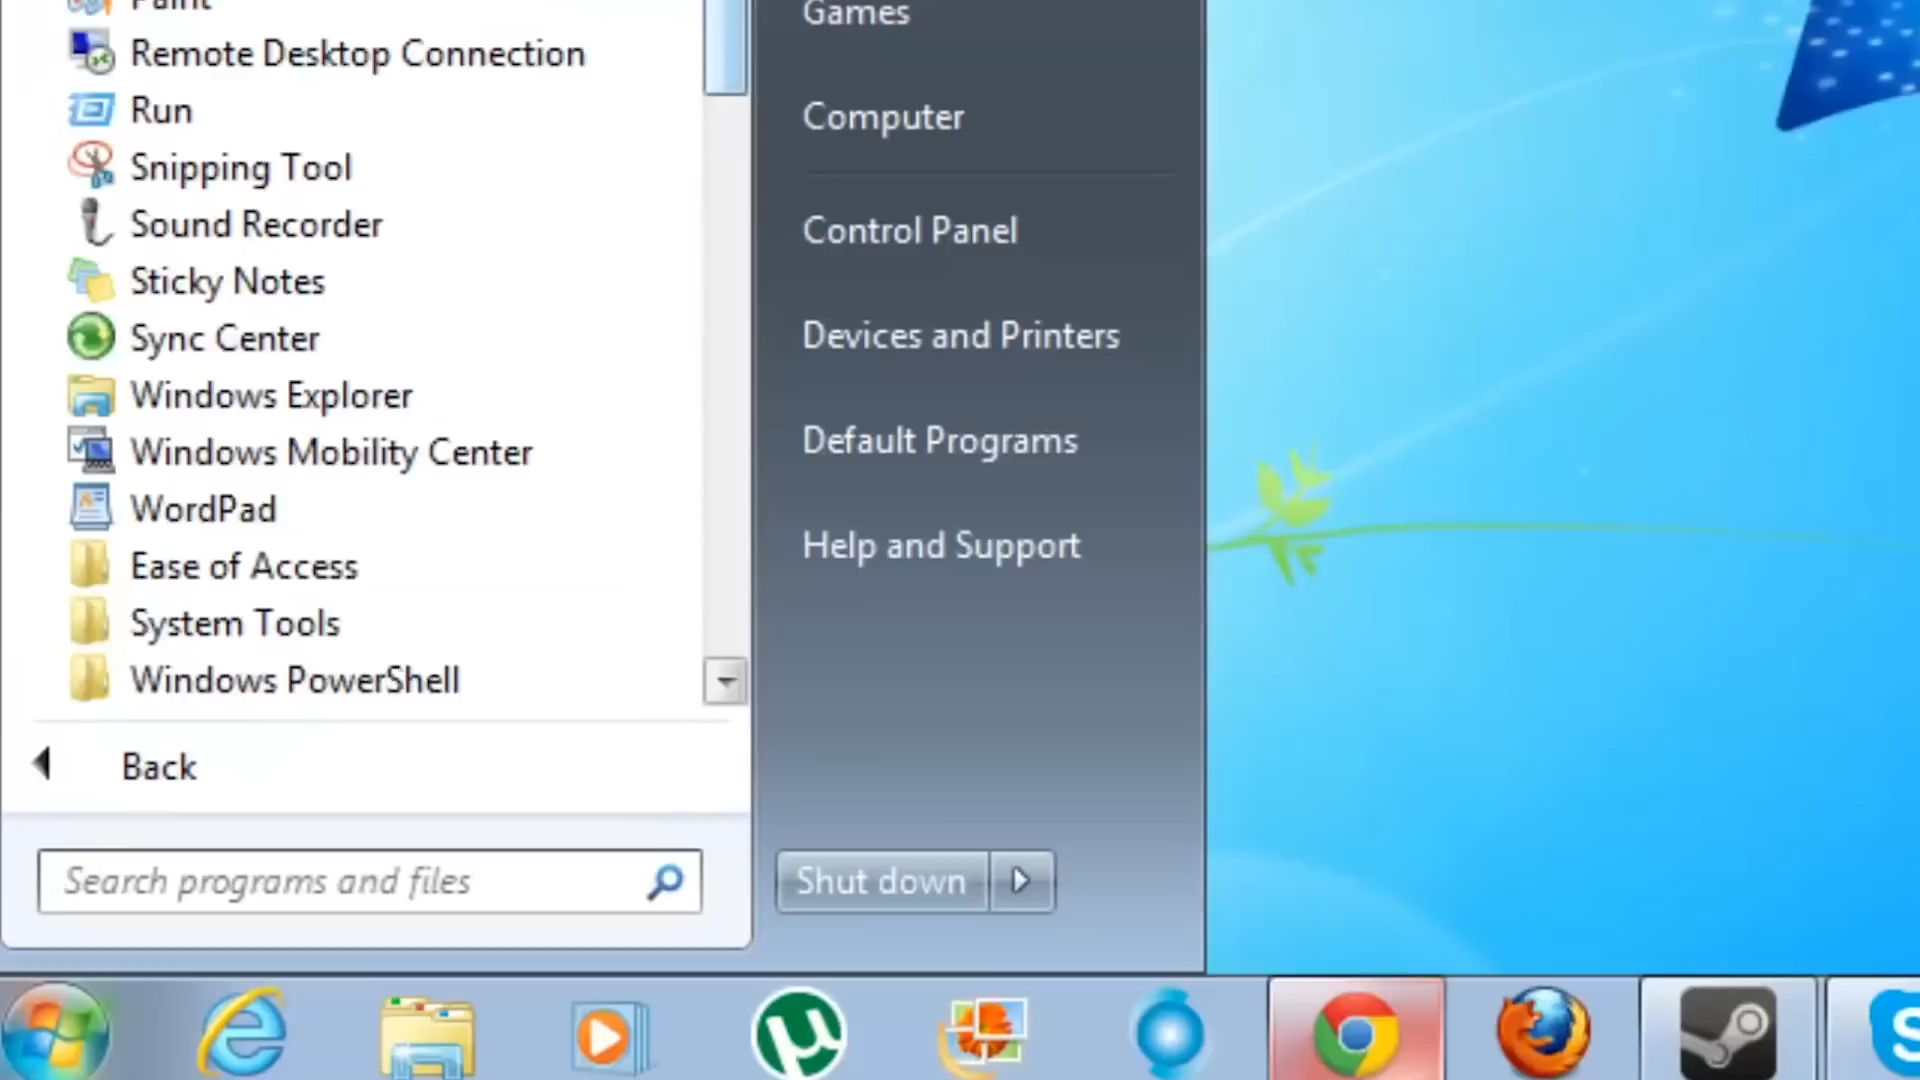 Paint
Remote Desktop Connection
Run
Snipping Tool
Sound Recorder
Sticky Notes
Sync Center
Windows Explorer
Windows Mobility Center
WordPad
Ease of Access
System Tools
Windows PowerShell
Back
Search programs and files
Games
Computer
Control Panel
Devices and Printers
Default Programs
Help and Support
Shut down